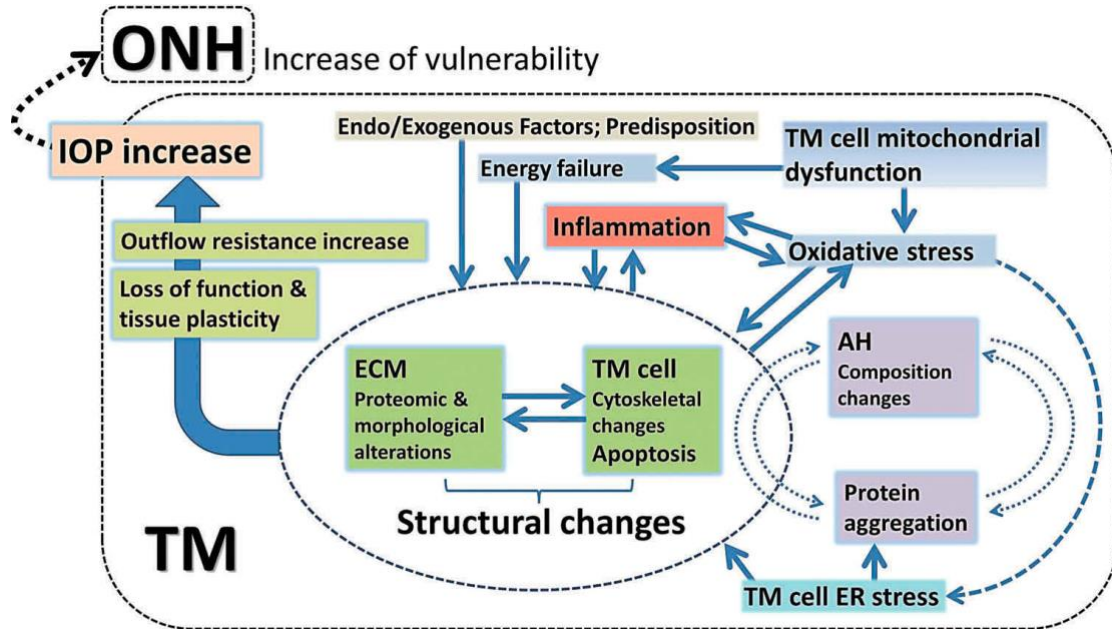 ONH Increase of vulnerability
IOP increase
Endo/Exogenous Factors; Predisposition
Energy failure
TM cell mitochondrial
dysfunction
Inflammation
Oxidative stress
Outflow resistance increase
Loss of function &
tissue plasticity
ECM
Proteomic &
morphological
alterations
TM cell
Cytoskeletal
changes
Apoptosis
Structural changes
AH
Composition
changes
Protein
aggregation
TM cell ER stress
TM